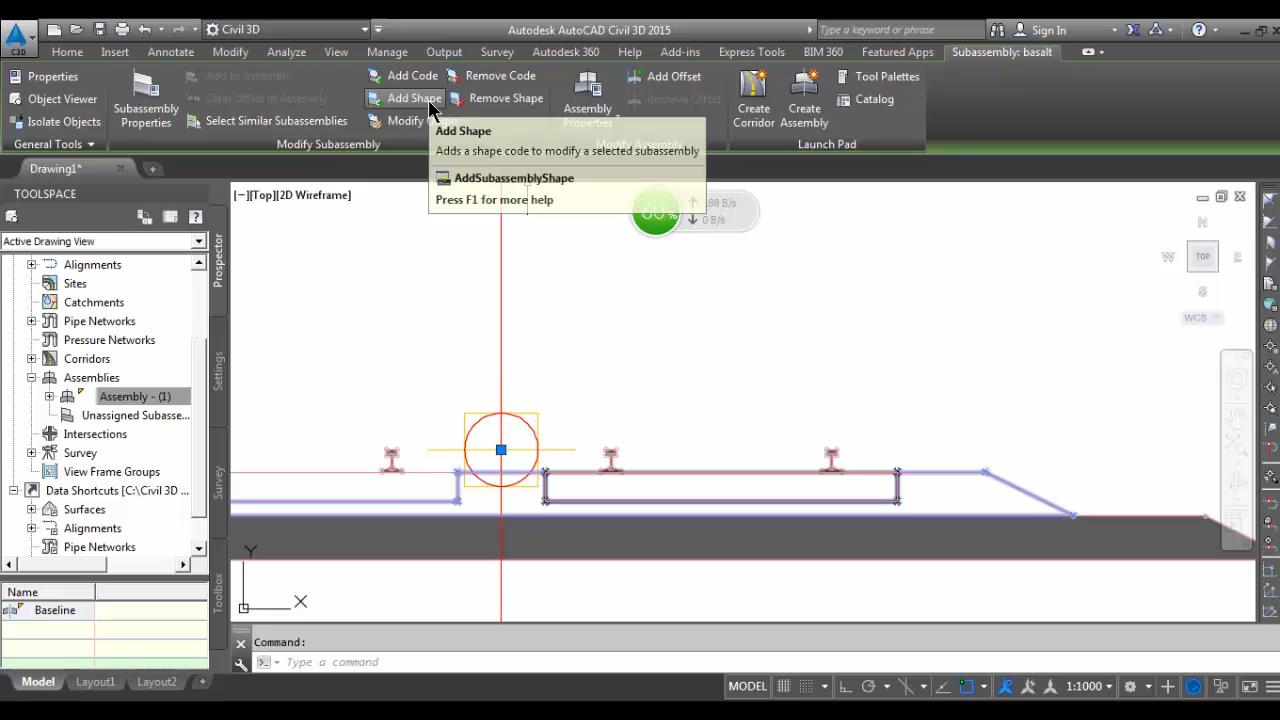 C3D
Civil 3D
Autodesk AutoCAD Civil 3D 2015
Type a keyword or phrase
Sign In
Home
Insert
Annotate
Modify
Analyze
View
Manage
Output
Survey
Autodesk 360
Help
Add-ins
Express Tools
BIM 360
Featured Apps
Subassembly: basalt
Properties
Object Viewer
Isolate Objects
General Tools
Subassembly
Properties
Add to Assembly
Select Similar Subassemblies
Add Code
Add Shape
Remove Code
Remove Shape
Modify Subassembly
Assembly
Properties
Add Offset
Remove Offset
Create
Corridor
Create
Assembly
Tool Palettes
Catalog
Launch Pad
Add Shape
Adds a shape code to modify a selected subassembly
AddSubassemblyShape
Press F1 for more help
Drawing1*
TOOLSPACE
Active Drawing View
Alignments
Sites
Catchments
Pipe Networks
Pressure Networks
Corridors
Assemblies
Assembly - (1)
Unassigned Subasse...
Intersections
Survey
View Frame Groups
Data Shortcuts [C:\Civil 3D ...
Surfaces
Alignments
Pipe Networks
Name
Baseline
Prospector
Settings
Survey
Toolbox
[−][Top][2D Wireframe]
60%
0 B/s
N
W
TOP
E
S
WCS
Y
X
Command:
Type a command
Model
Layout1
Layout2
MODEL
1:1000